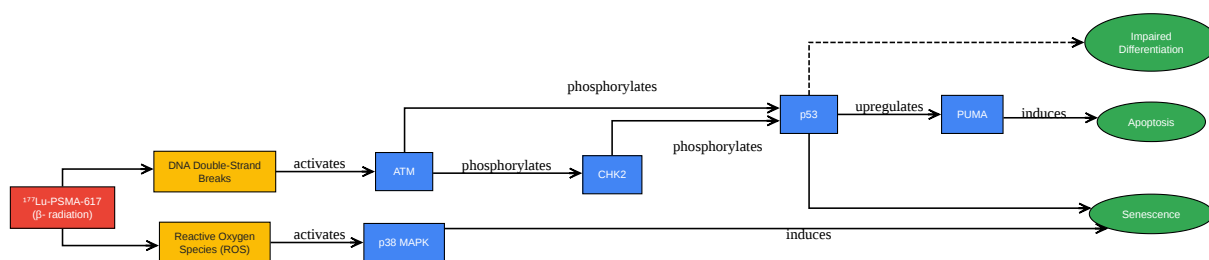 Impaired
Differentiation
phosphorylates
p53
upregulates
PUMA
induces
Apoptosis
phosphorylates
DNA Double-Strand
Breaks
activates
ATM
phosphorylates
CHK2
¹⁷⁷Lu-PSMA-617
(β- radiation)
Senescence
Reactive Oxygen
Species (ROS)
activates
p38 MAPK
induces